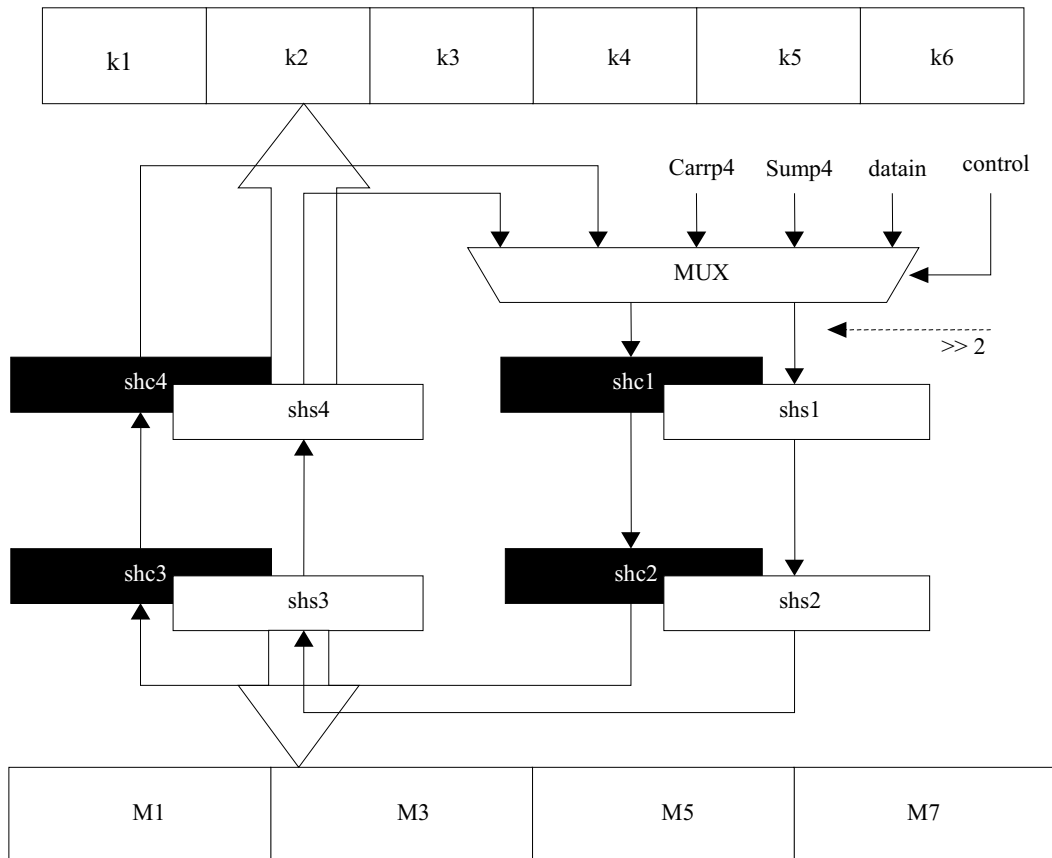 k1 k2 k3 k4 k5 k6
Carrp4 Sump4 datain control
MUX
>> 2
shc4 shc1
shs4 shs1
shc3 shc2
shs3 shs2
M1 M3 M5 M7